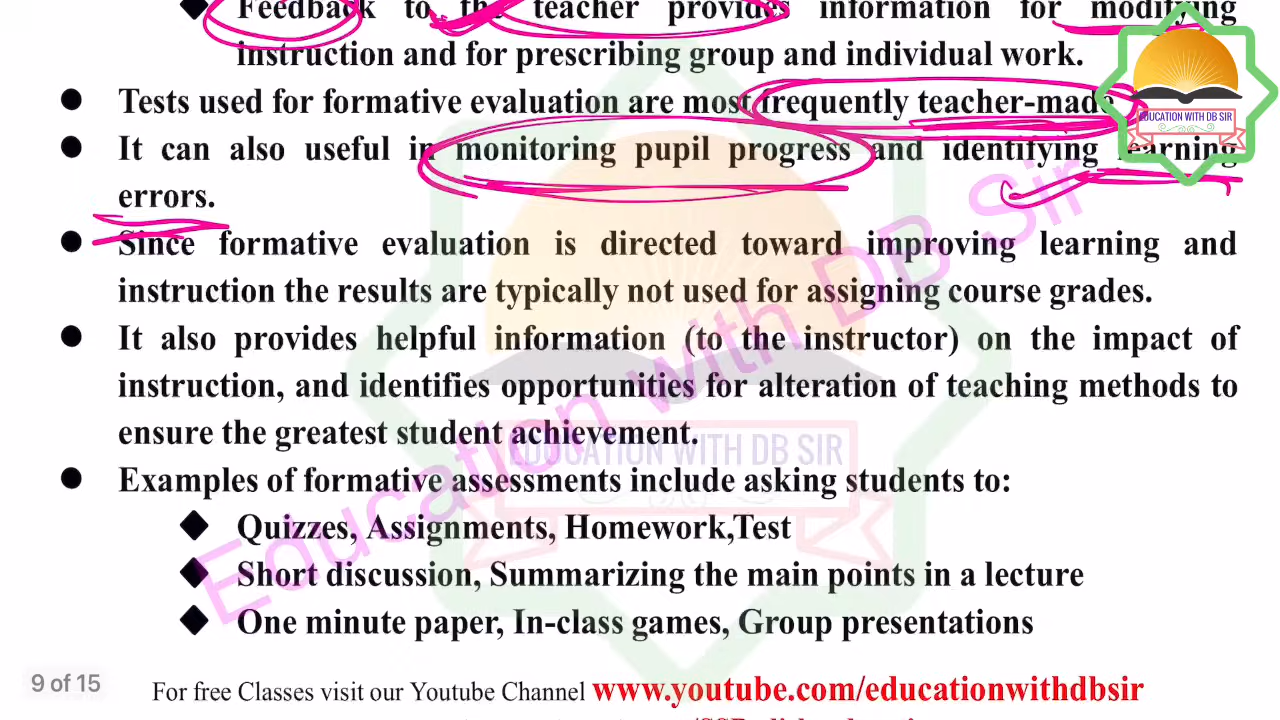 ◆ Feedback to the teacher provides information for modifying
instruction and for prescribing group and individual work.
● Tests used for formative evaluation are most frequently teacher-made
EDUCATION WITH DB SIR
● It can also useful in monitoring pupil progress and identifying learning
errors.
● Since formative evaluation is directed toward improving learning and
instruction the results are typically not used for assigning course grades.
● It also provides helpful information (to the instructor) on the impact of
instruction, and identifies opportunities for alteration of teaching methods to
ensure the greatest student achievement.
EDUCATION WITH DB SIR
Education with DB Sir
● Examples of formative assessments include asking students to:
◆ Quizzes, Assignments, Homework,Test
◆ Short discussion, Summarizing the main points in a lecture
◆ One minute paper, In-class games, Group presentations
9 of 15
For free Classes visit our Youtube Channel www.youtube.com/educationwithdbsir